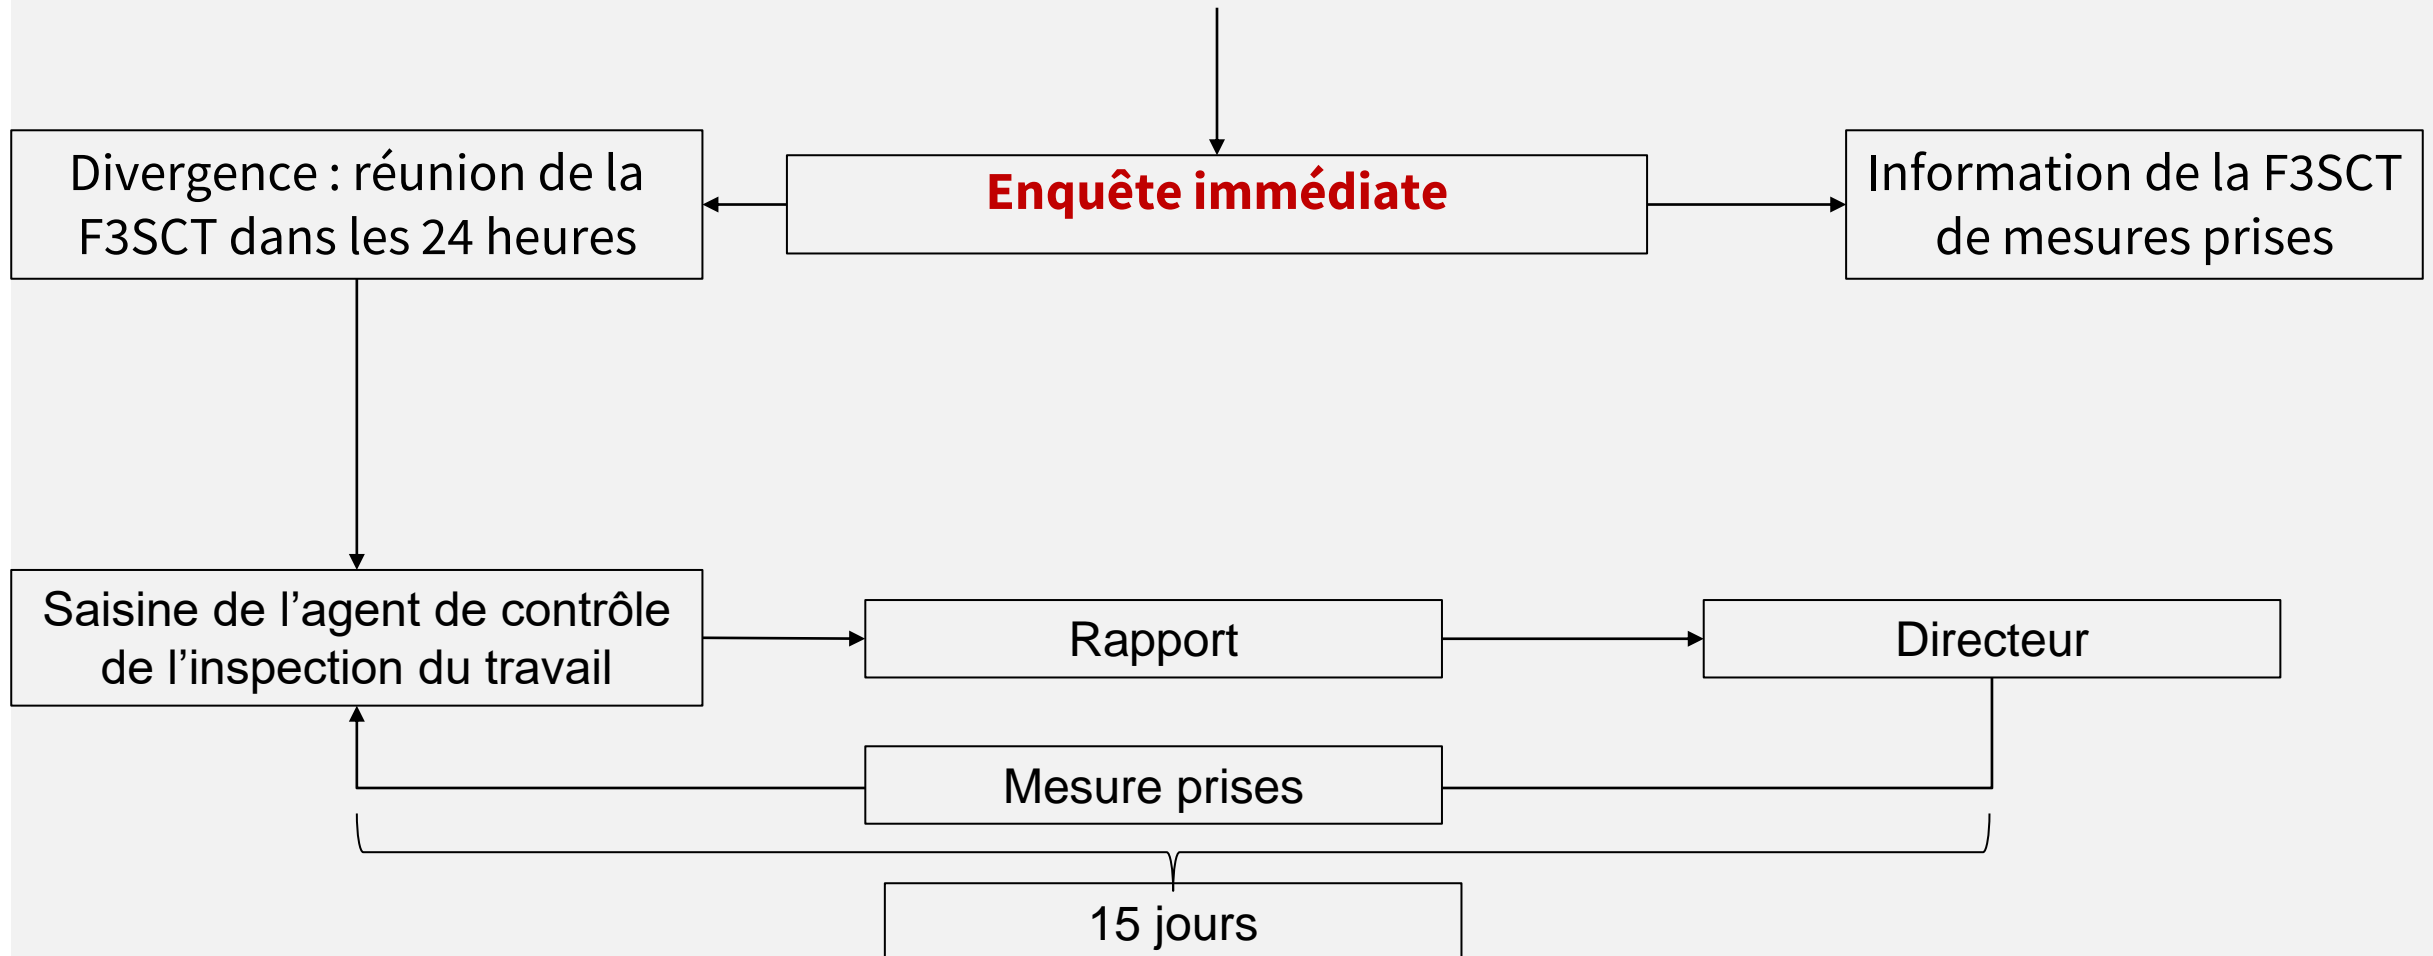 Divergence : réunion de la
F3SCT dans les 24 heures
Enquête immédiate
Information de la F3SCT
de mesures prises
Saisine de l’agent de contrôle
de l’inspection du travail
Rapport
Directeur
Mesure prises
15 jours